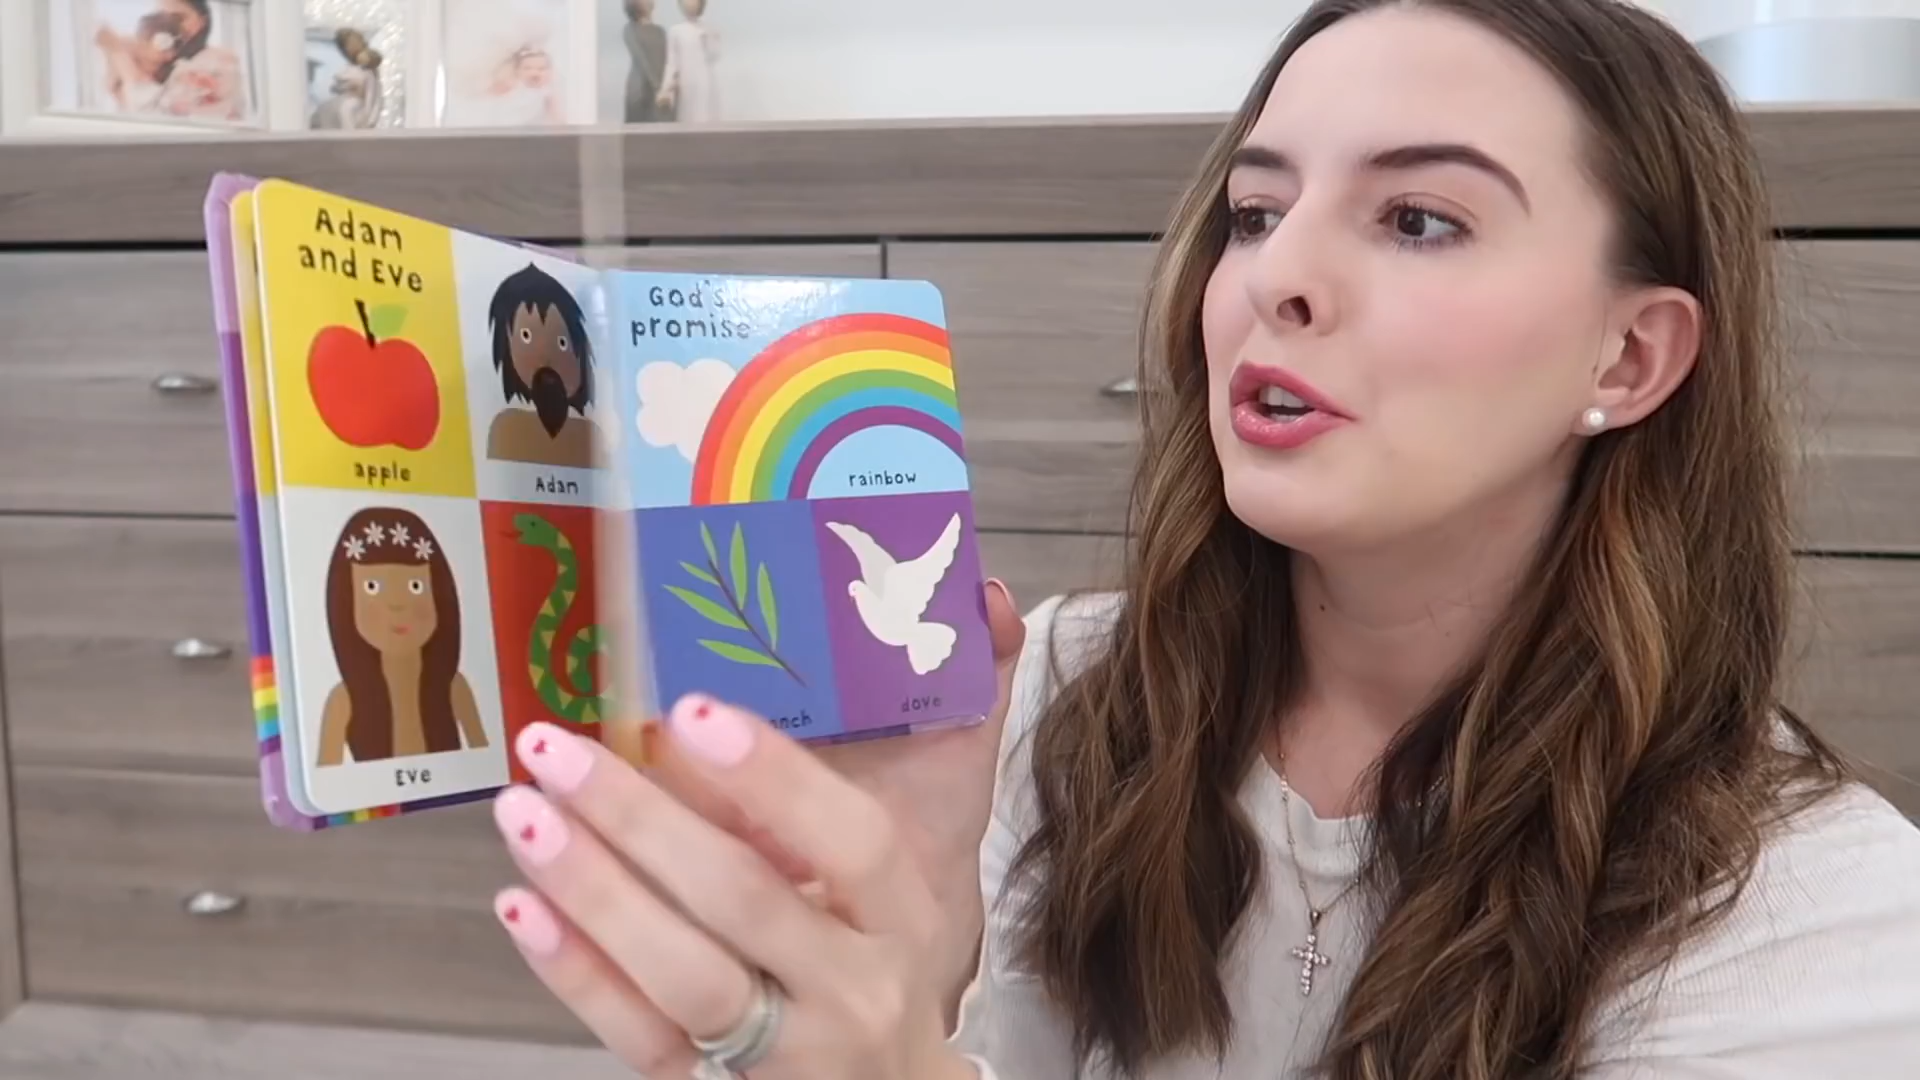 Adam
and Eve
apple
Adam
Eve
God's
promise
rainbow
dove